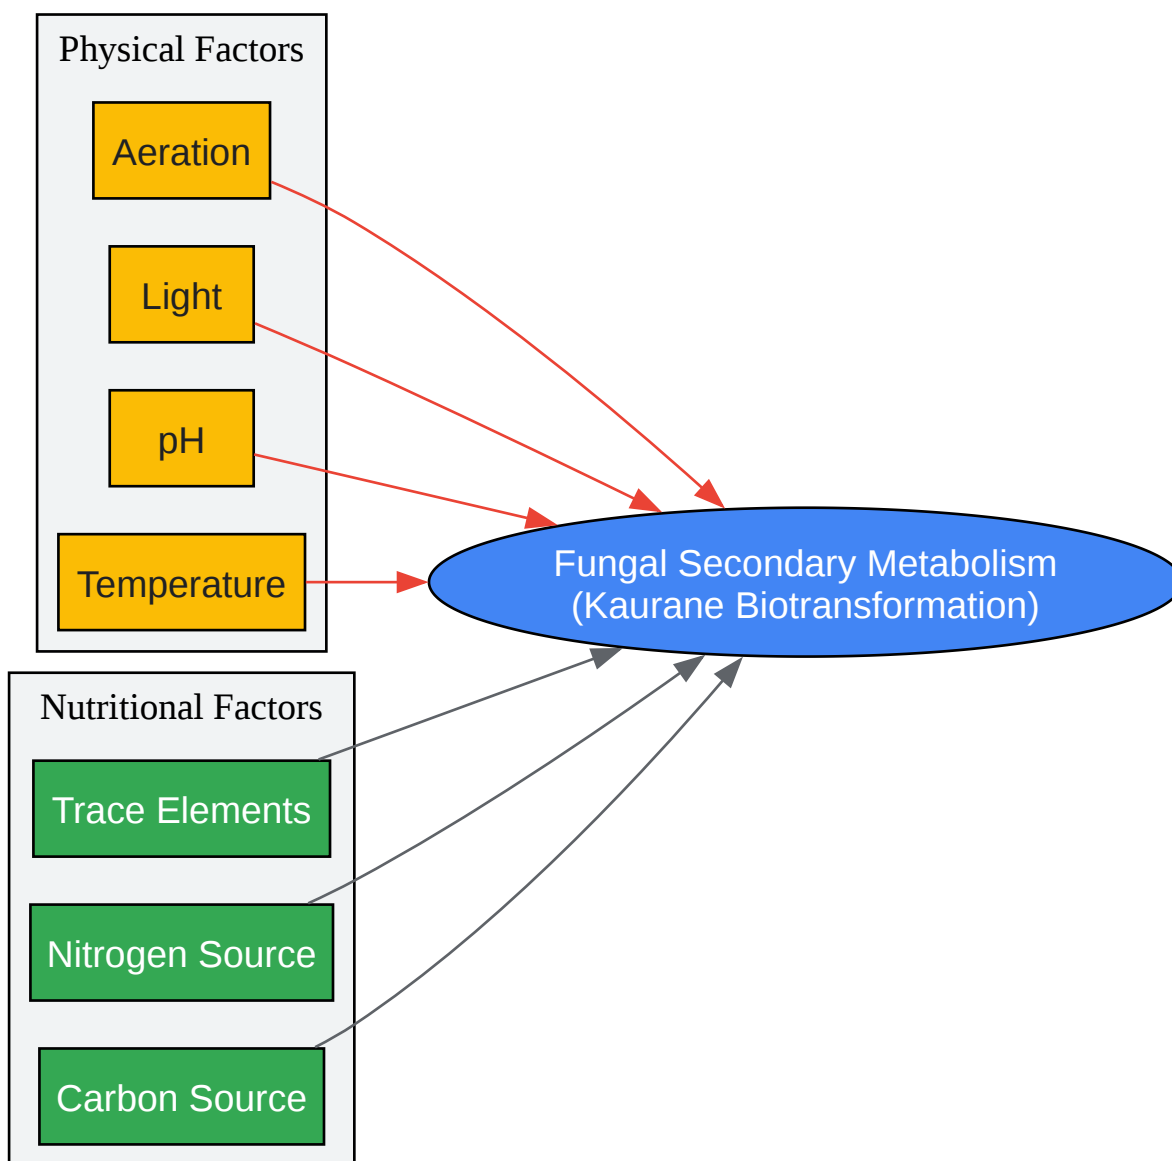 Physical Factors
Aeration
Light
pH
Temperature
Fungal Secondary Metabolism
(Kaurane Biotransformation)
Nutritional Factors
Trace Elements
Nitrogen Source
Carbon Source